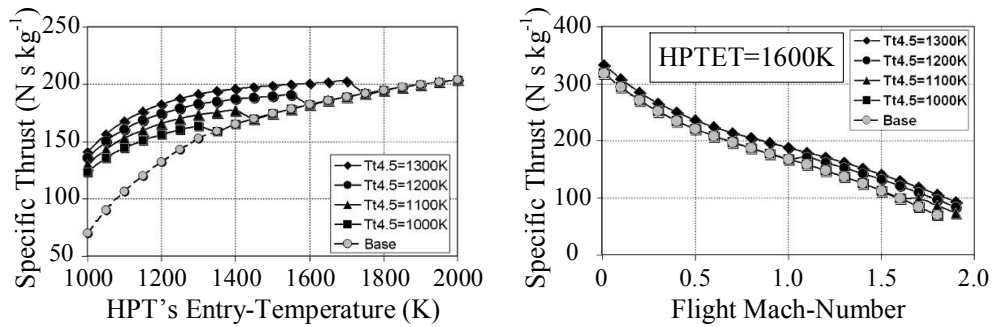 Specific Thrust (N s kg⁻¹)
250
200
150
100
50
1000 1200 1400 1600 1800 2000
HPT's Entry-Temperature (K)
Tt4.5=1300K
Tt4.5=1200K
Tt4.5=1100K
Tt4.5=1000K
Base
Specific Thrust (N s kg⁻¹)
400
300
200
100
0
0 0.5 1.0 1.5 2.0
Flight Mach-Number
HPTET=1600K
Tt4.5=1300K
Tt4.5=1200K
Tt4.5=1100K
Tt4.5=1000K
Base